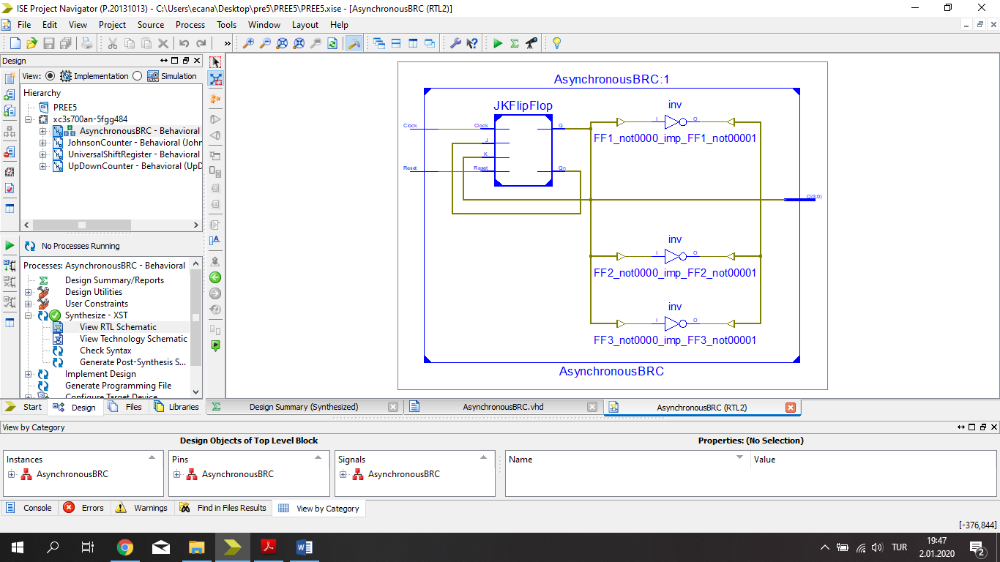 ISE Project Navigator (P.20131013) - C:\Users\ecana\Desktop\pre5\PREE5\PREE5.xise - [AsynchronousBRC (RTL2)]
File Edit View Project Source Process Tools Window Layout Help
»
Design
View: Implementation Simulation
Hierarchy
PREE5
xc3s700an-5fgg484
AsynchronousBRC - Behavioral
JohnsonCounter - Behavioral (John
UniversalShiftRegister - Behavioral
UpDownCounter - Behavioral (UpD
No Processes Running
Processes: AsynchronousBRC - Behavioral
Design Summary/Reports
Design Utilities
User Constraints
Synthesize - XST
View RTL Schematic
View Technology Schematic
Check Syntax
Generate Post-Synthesis S...
Implement Design
Generate Programming File
Configure Target Device
Start Design Files Libraries
AsynchronousBRC:1
JKFlipFlop
Clock
Clock
J
K
Reset
Reset
Q
Qn
inv
I O
FF1_not0000_imp_FF1_not00001
Q(3:0)
inv
I O
FF2_not0000_imp_FF2_not00001
inv
I O
FF3_not0000_imp_FF3_not00001
AsynchronousBRC
Design Summary (Synthesized) AsynchronousBRC.vhd AsynchronousBRC (RTL2)
View by Category
Design Objects of Top Level Block Properties: (No Selection)
Instances Pins Signals Name Value
AsynchronousBRC AsynchronousBRC AsynchronousBRC
Console Errors Warnings Find in Files Results View by Category
[-376,844]
TUR
19:47
2.01.2020
2